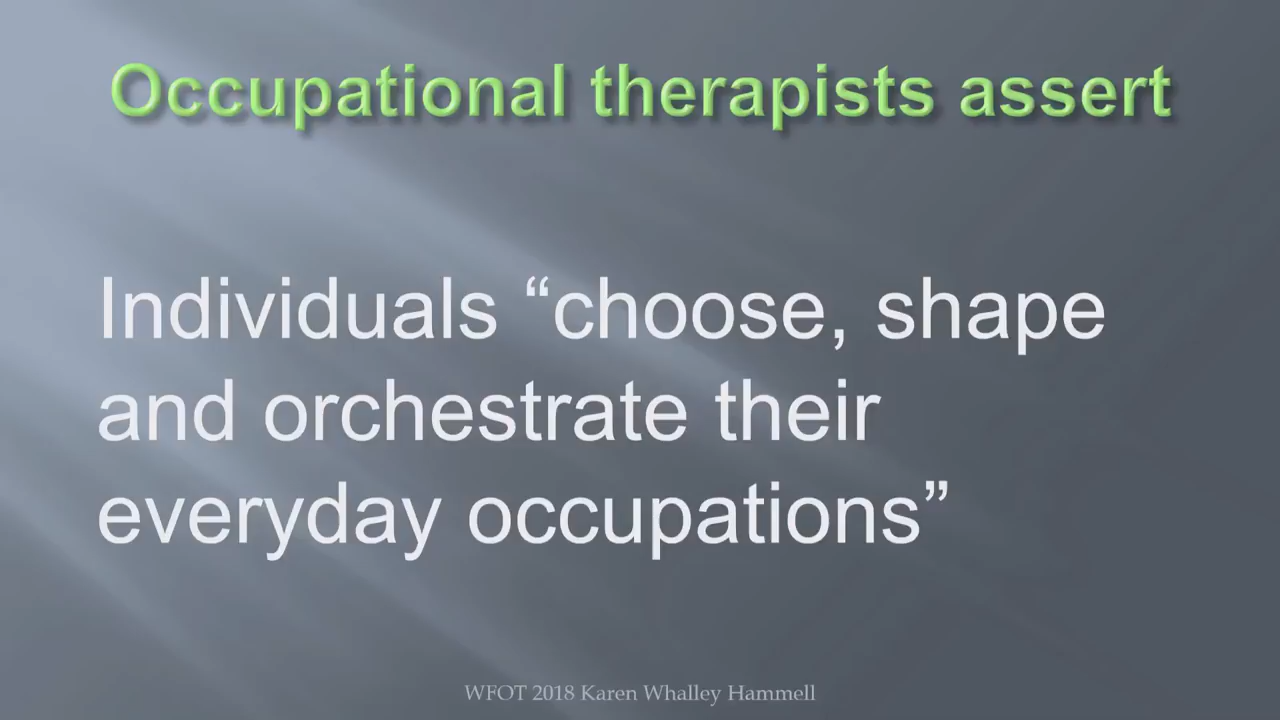 Occupational therapists assert
Individuals “choose, shape
and orchestrate their
everyday occupations”
WFOT 2018 Karen Whalley Hammell